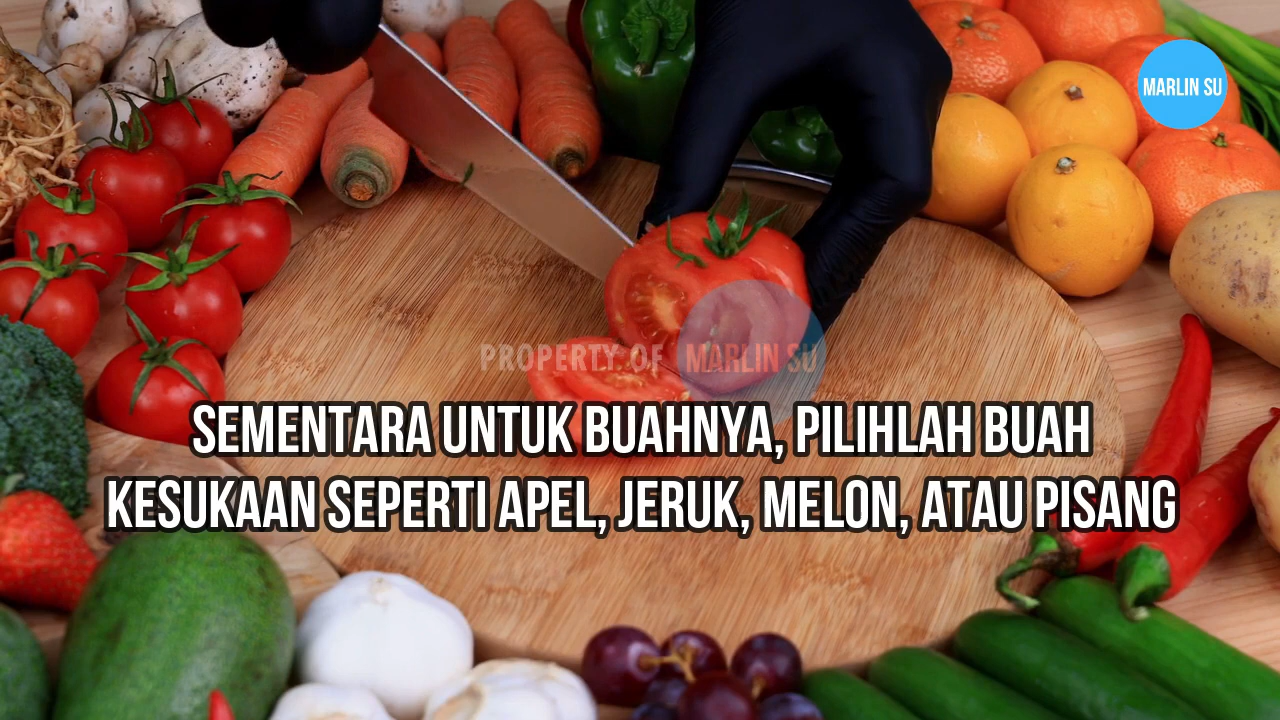 MARLIN SU
PROPERTY OF MARLIN SU
SEMENTARA UNTUK BUAHNYA, PILIHLAH BUAH
KESUKAAN SEPERTI APEL, JERUK, MELON, ATAU PISANG